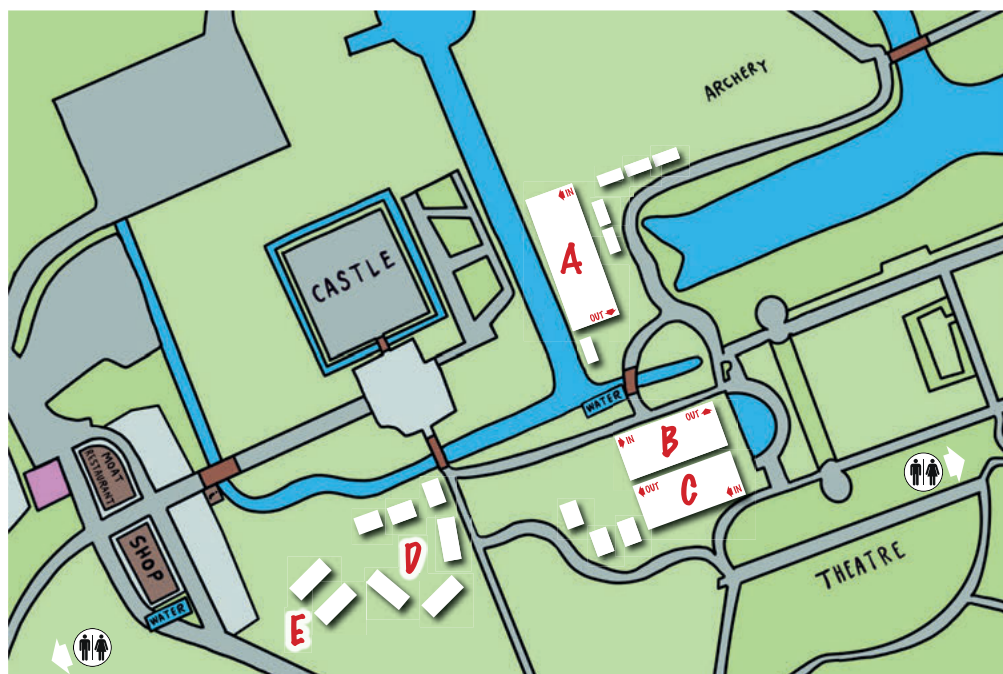 ARCHERY
IN
A
OUT
CASTLE
WATER
P
OUT
IN
B
OUT
C
IN
MOAT
RESTAURANT
i
SHOP
D
THEATRE
WATER
E